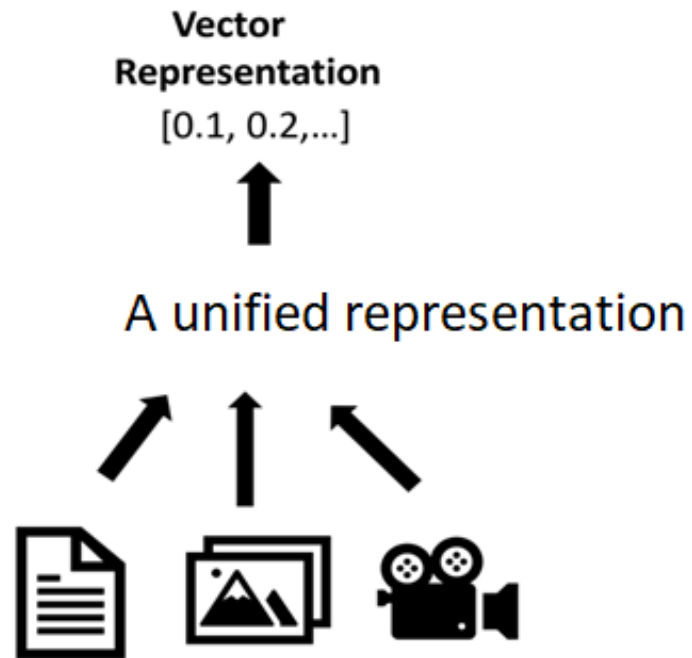 Vector
Representation
[0.1, 0.2,...]
A unified representation